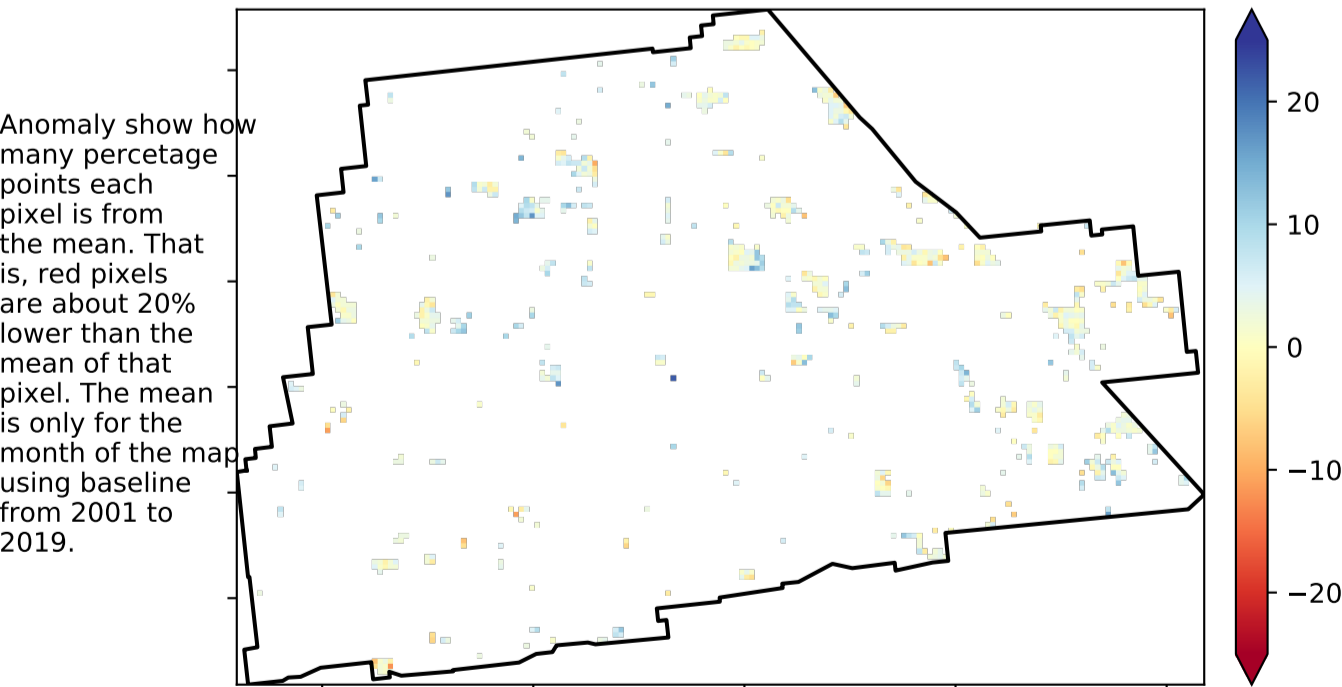 Anomaly show how
many percetage
points each
pixel is from
the mean. That
is, red pixels
are about 20%
lower than the
mean of that
pixel. The mean
is only for the
month of the map
using baseline
from 2001 to
2019.
20
10
0
−10
−20